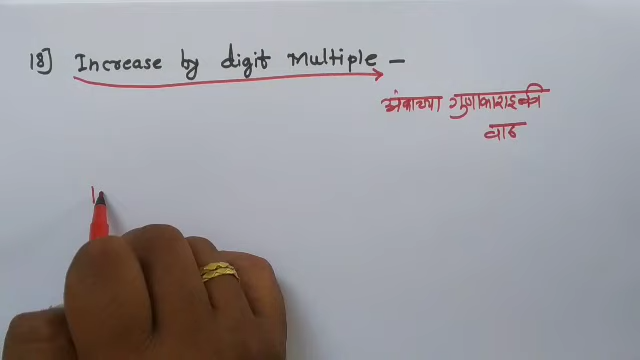 18] Increase by digit Multiple -
अंकाच्या गुणाकाराइतकी
वाढ